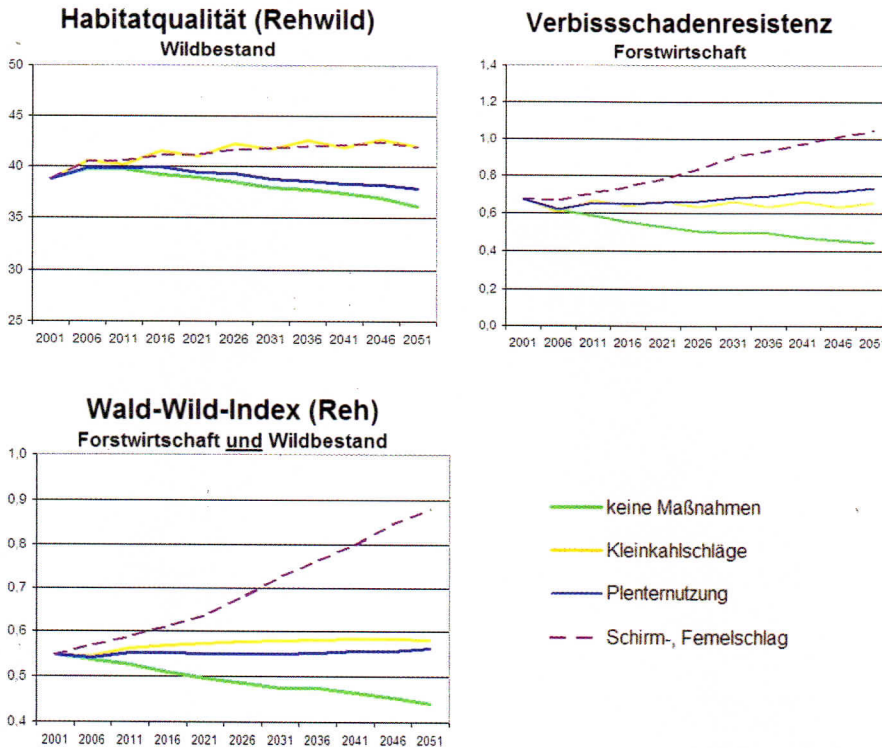 Habitatqualität (Rehwild)
Wildbestand
50
45
40
35
30
25
2001 2006 2011 2016 2021 2026 2031 2036 2041 2046 2051
Verbissschadenresistenz
Forstwirtschaft
1,4
1,2
1,0
0,8
0,6
0,4
0,2
0,0
2001 2006 2011 2016 2021 2026 2031 2036 2041 2046 2051
Wald-Wild-Index (Reh)
Forstwirtschaft und Wildbestand
1,0
0,9
0,8
0,7
0,6
0,5
0,4
2001 2006 2011 2016 2021 2026 2031 2036 2041 2046 2051
keine Maßnahmen
Kleinkahlschläge
Plenternutzung
Schirm-, Femelschlag